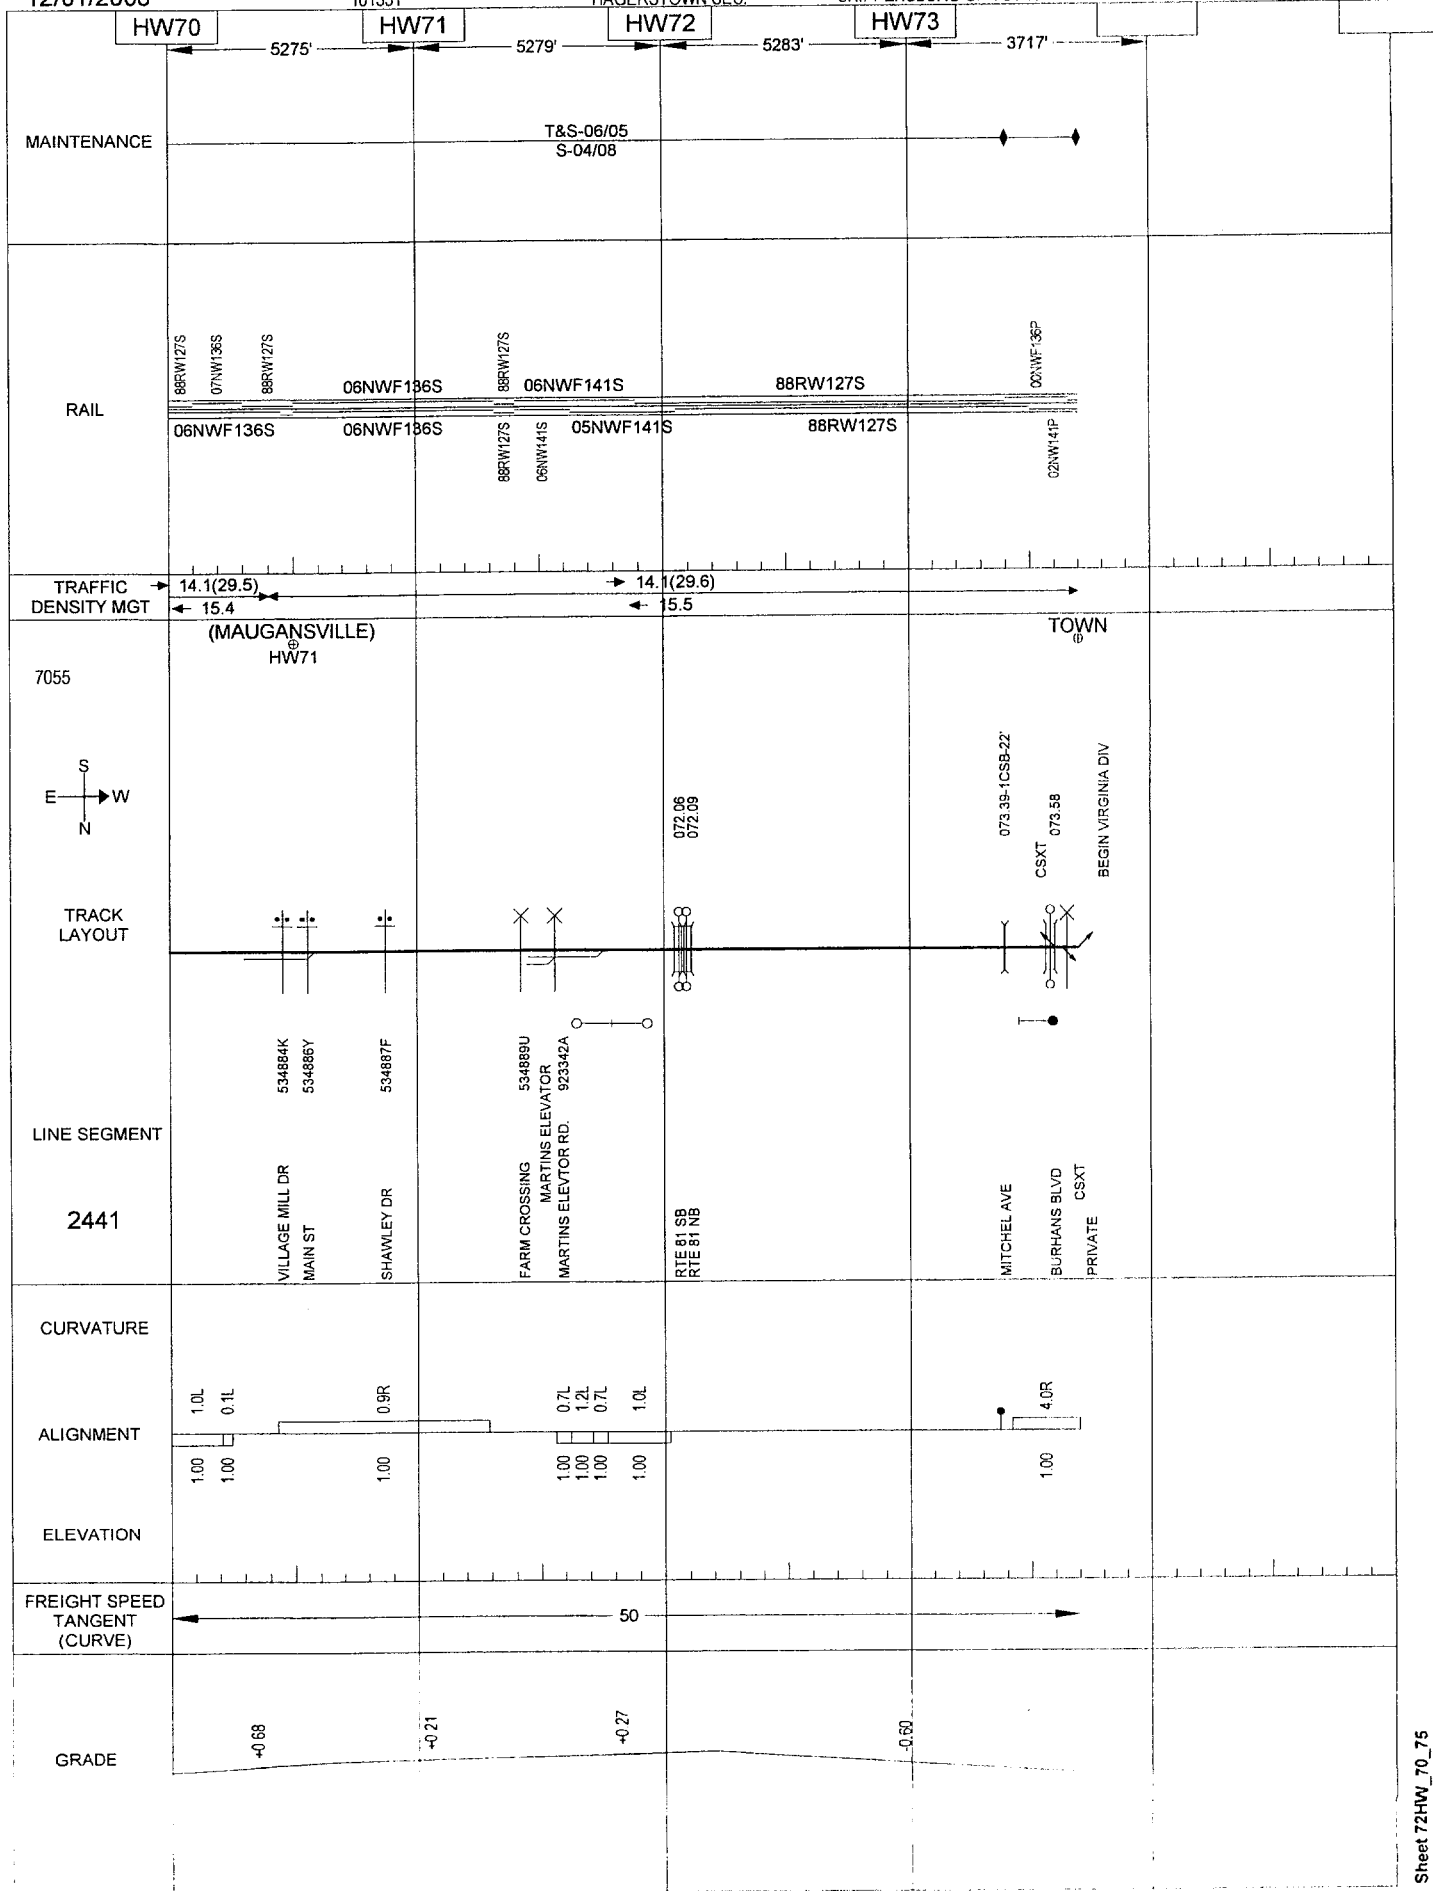 HW70
HW71
HW72
HW73
5275'
5279'
5283'
3717'
MAINTENANCE
T&S-06/05
S-04/08
RAIL
88RW127S
07NW136S
88RW127S
06NWF136S
88RW127S
06NWF141S
88RW127S
00NWF136P
06NWF136S
06NWF136S
88RW127S
06NW141S
05NWF141S
88RW127S
02NW141P
TRAFFIC
DENSITY MGT
14.1(29.5)
15.4
14.1(29.6)
15.5
(MAUGANSVILLE)
HW71
TOWN
7055
S
E W
N
072.06
072.09
073.39-1CSB-22'
CSXT
073.58
BEGIN VIRGINIA DIV
TRACK
LAYOUT
534884K
534886Y
534887F
534889U
923342A
LINE SEGMENT
2441
VILLAGE MILL DR
MAIN ST
SHAWLEY DR
FARM CROSSING
MARTINS ELEVATOR
MARTINS ELEVTOR RD.
RTE 81 SB
RTE 81 NB
MITCHEL AVE
BURHANS BLVD
CSXT
PRIVATE
CURVATURE
1.0L
0.1L
0.9R
0.7L
1.2L
0.7L
1.0L
4.0R
ALIGNMENT
1.00
1.00
1.00
1.00
1.00
1.00
1.00
1.00
ELEVATION
FREIGHT SPEED
TANGENT
(CURVE)
50
GRADE
+0.68
+0.21
+0.27
-0.60
Sheet 72HW_70_75